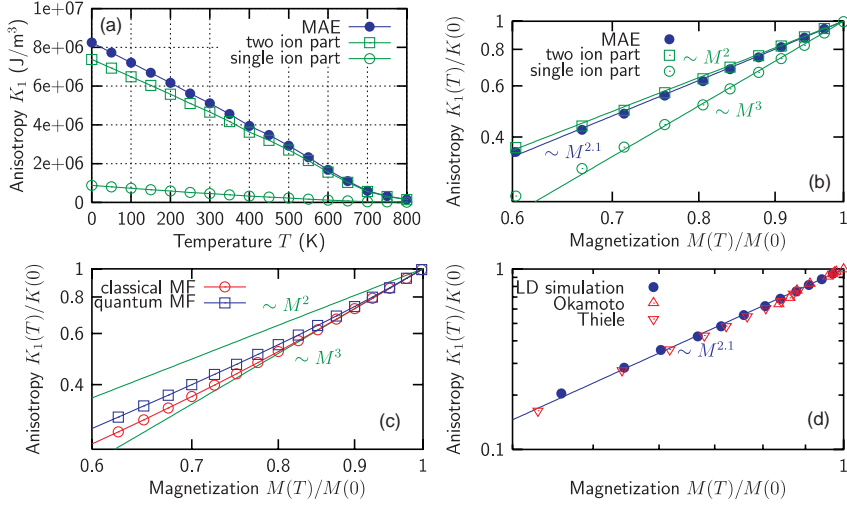 (a)
MAE
two ion part
single ion part
Anisotropy K₁ (J/m³)
1e+07
8e+06
6e+06
4e+06
2e+06
0
0 100 200 300 400 500 600 700 800
Temperature T (K)
MAE
two ion part
single ion part
~ M²
~ M³
~ M^2.1
(b)
Anisotropy K₁(T)/K(0)
1
0.8
0.6
0.4
0.6 0.7 0.8 0.9 1
Magnetization M(T)/M(0)
classical MF
quantum MF
~ M²
~ M³
(c)
Anisotropy K₁(T)/K(0)
1
0.8
0.6
0.4
0.6 0.7 0.8 0.9 1
Magnetization M(T)/M(0)
LD simulation
Okamoto
Thiele
~ M^2.1
(d)
Anisotropy K₁(T)/K(0)
1
0.1
1
Magnetization M(T)/M(0)